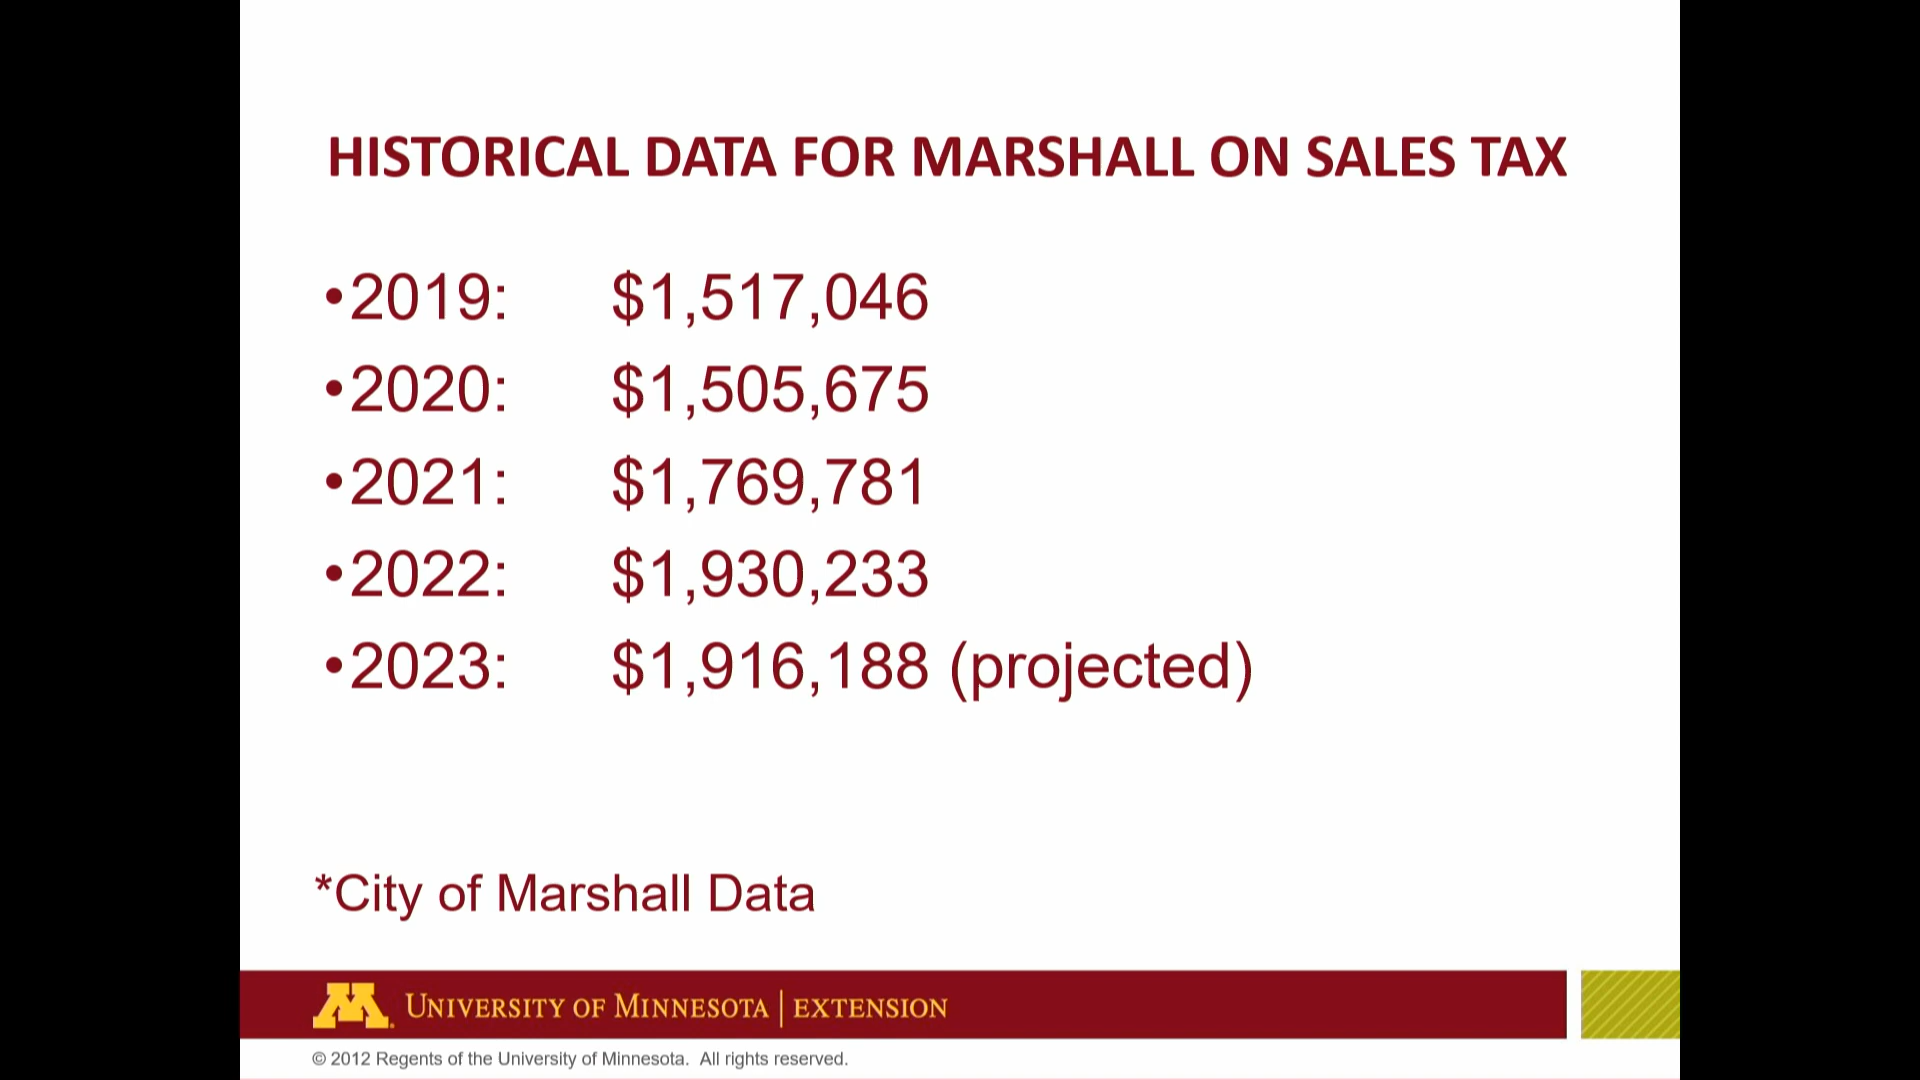 HISTORICAL DATA FOR MARSHALL ON SALES TAX
•2019: $1,517,046
•2020: $1,505,675
•2021: $1,769,781
•2022: $1,930,233
•2023: $1,916,188 (projected)
*City of Marshall Data
M UNIVERSITY OF MINNESOTA | EXTENSION
© 2012 Regents of the University of Minnesota. All rights reserved.